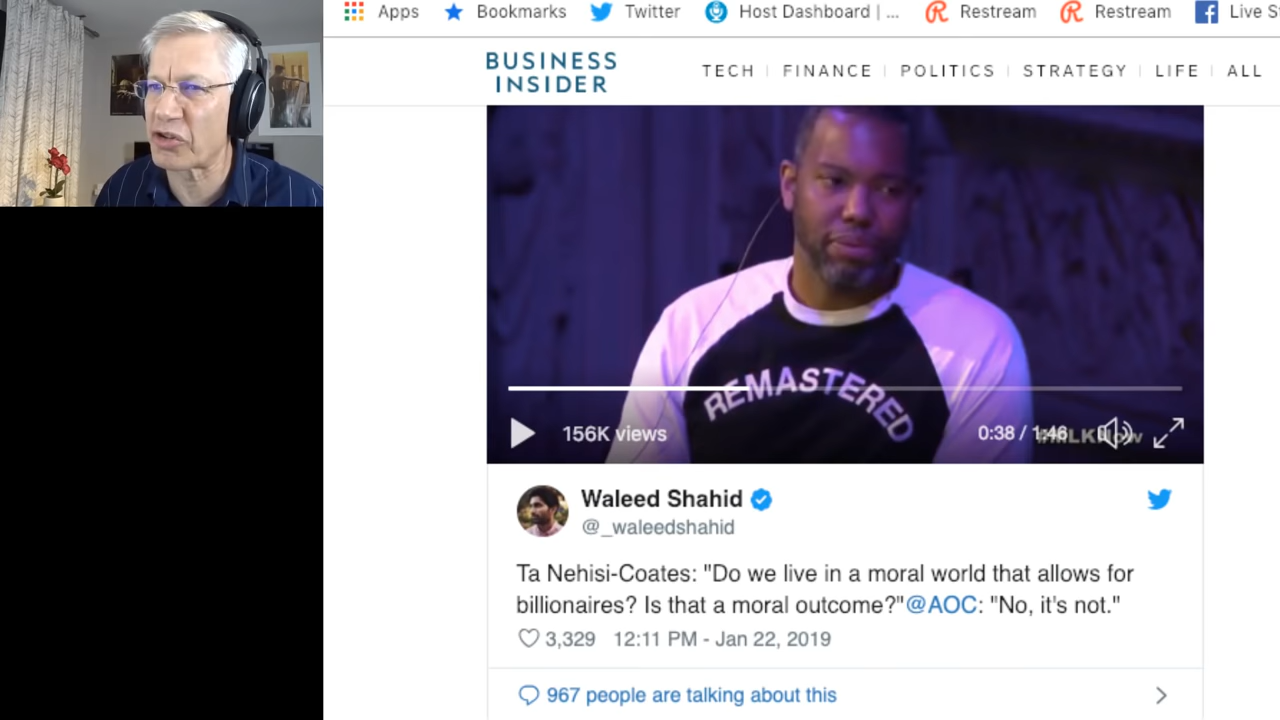 Apps Bookmarks Twitter Host Dashboard | ... Restream Restream Live S
BUSINESS
INSIDER
TECH FINANCE POLITICS STRATEGY LIFE ALL
REMASTERED
156K views 0:38 / 1:46
Waleed Shahid
@_waleedshahid
Ta Nehisi-Coates: "Do we live in a moral world that allows for
billionaires? Is that a moral outcome?"@AOC: "No, it's not."
3,329 12:11 PM - Jan 22, 2019
967 people are talking about this